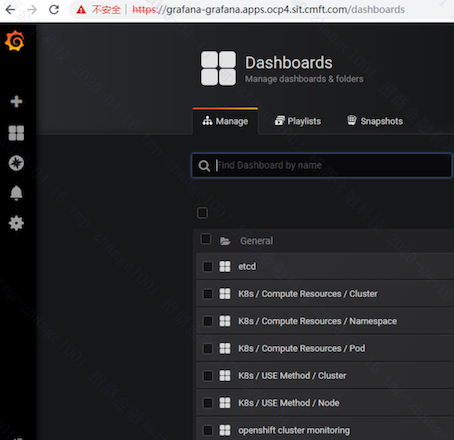 不安全 | https://grafana-grafana.apps.ocp4.sit.cmft.com/dashboards
Dashboards
Manage dashboards & folders
Manage Playlists Snapshots
Find Dashboard by name
General
etcd
K8s / Compute Resources / Cluster
K8s / Compute Resources / Namespace
K8s / Compute Resources / Pod
K8s / USE Method / Cluster
K8s / USE Method / Node
openshift cluster monitoring